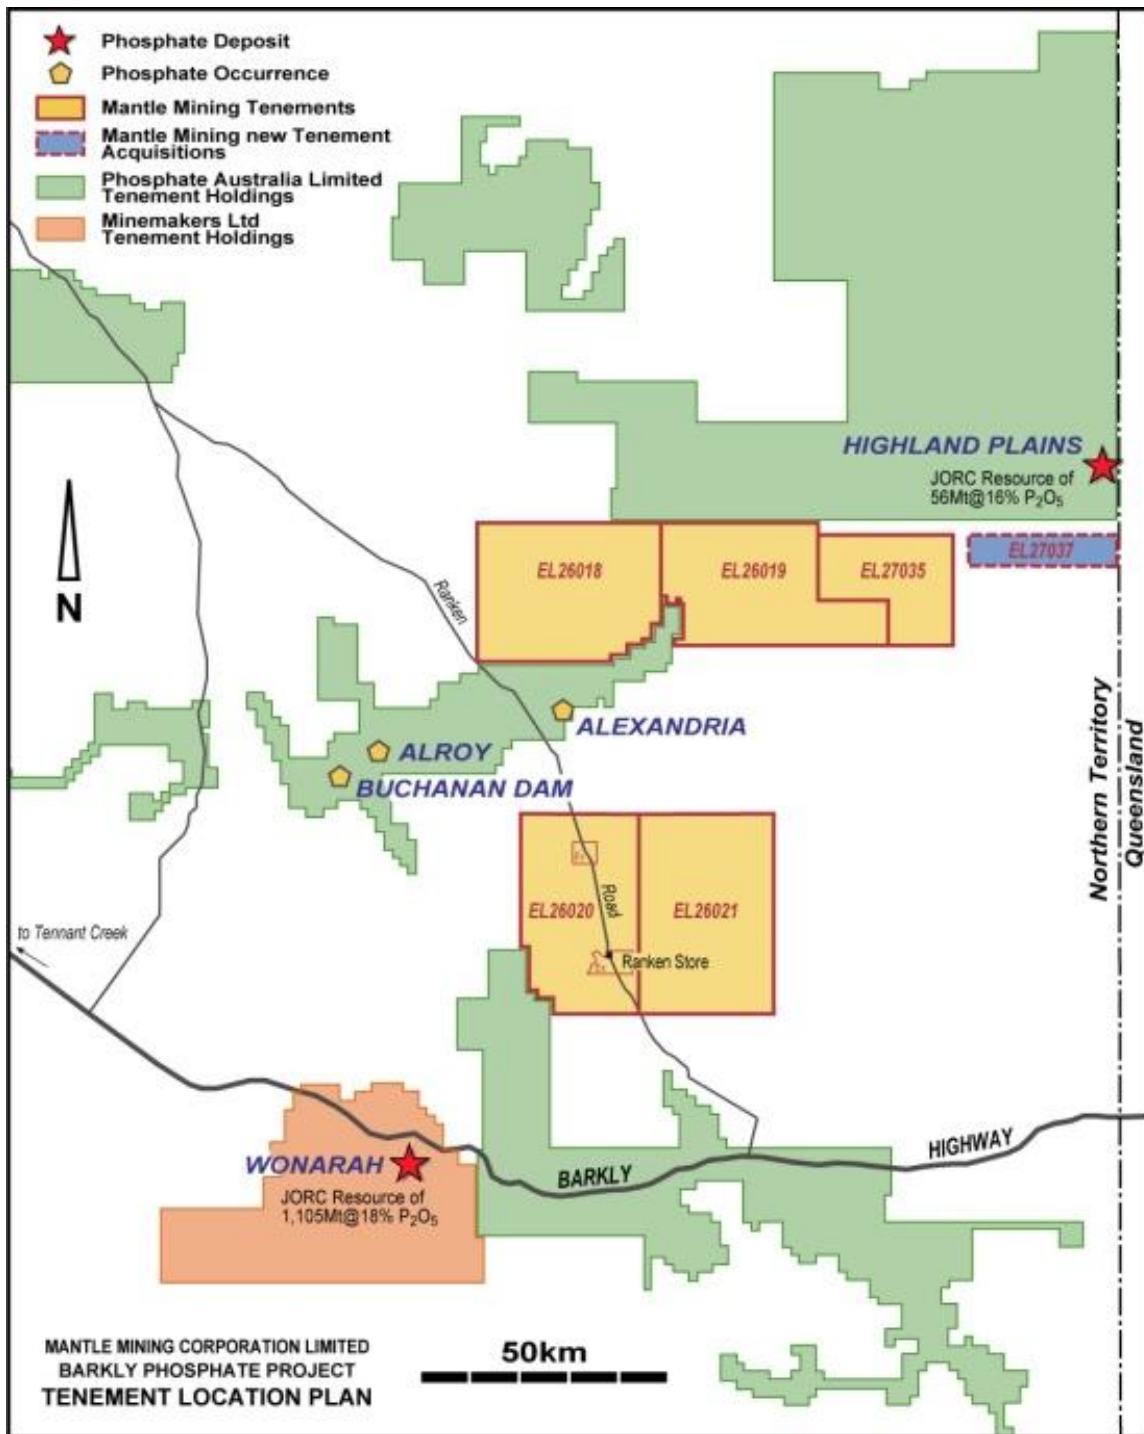 Phosphate Deposit
Phosphate Occurrence
Mantle Mining Tenements
Mantle Mining new Tenement
Acquisitions
Phosphate Australia Limited
Tenement Holdings
Minemakers Ltd
Tenement Holdings
HIGHLAND PLAINS
JORC Resource of
56Mt@16% P₂O₅
EL27037
EL26018
EL26019
EL27035
Ranken
N
ALEXANDRIA
ALROY
BUCHANAN DAM
Northern Territory
Queensland
Road
EL26020
EL26021
Ranken Store
to Tennant Creek
HIGHWAY
BARKLY
WONARAH
JORC Resource of
1,105Mt@18% P₂O₅
50km
MANTLE MINING CORPORATION LIMITED
BARKLY PHOSPHATE PROJECT
TENEMENT LOCATION PLAN